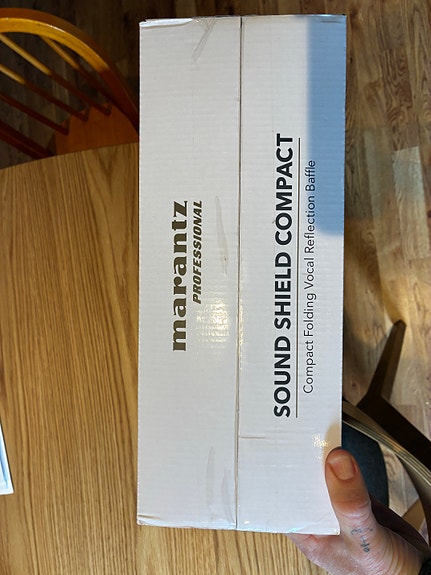 marantz
PROFESSIONAL
SOUND SHIELD COMPACT
Compact Folding Vocal Reflection Baffle